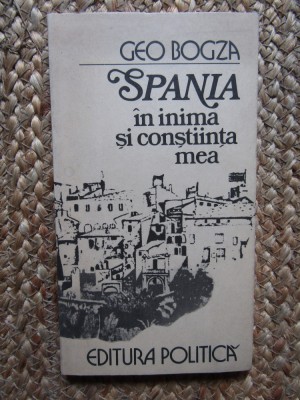 GEO BOGZA
SPANIA
în inima
și conștiința
mea
EDITURA POLITICĂ